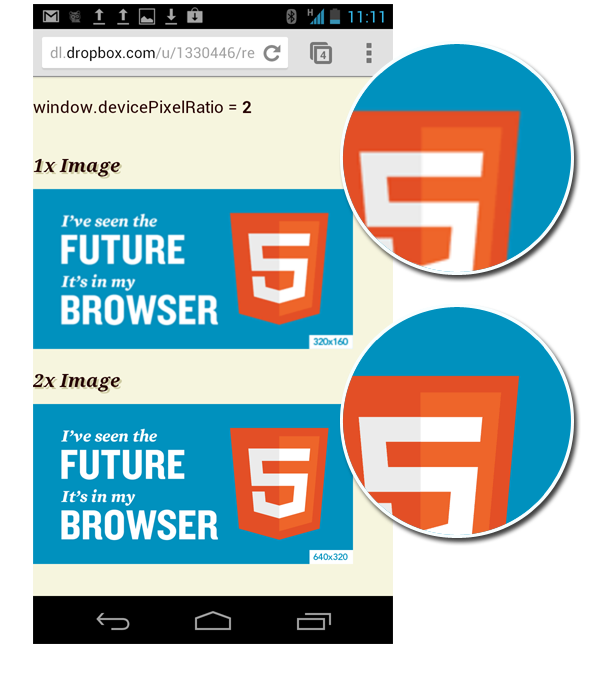 H 11:11
dl.dropbox.com/u/1330446/re
4
window.devicePixelRatio = 2
1x Image
I've seen the
FUTURE
It's in my
BROWSER
5
320x160
2x Image
I've seen the
FUTURE
It's in my
BROWSER
5
640x320